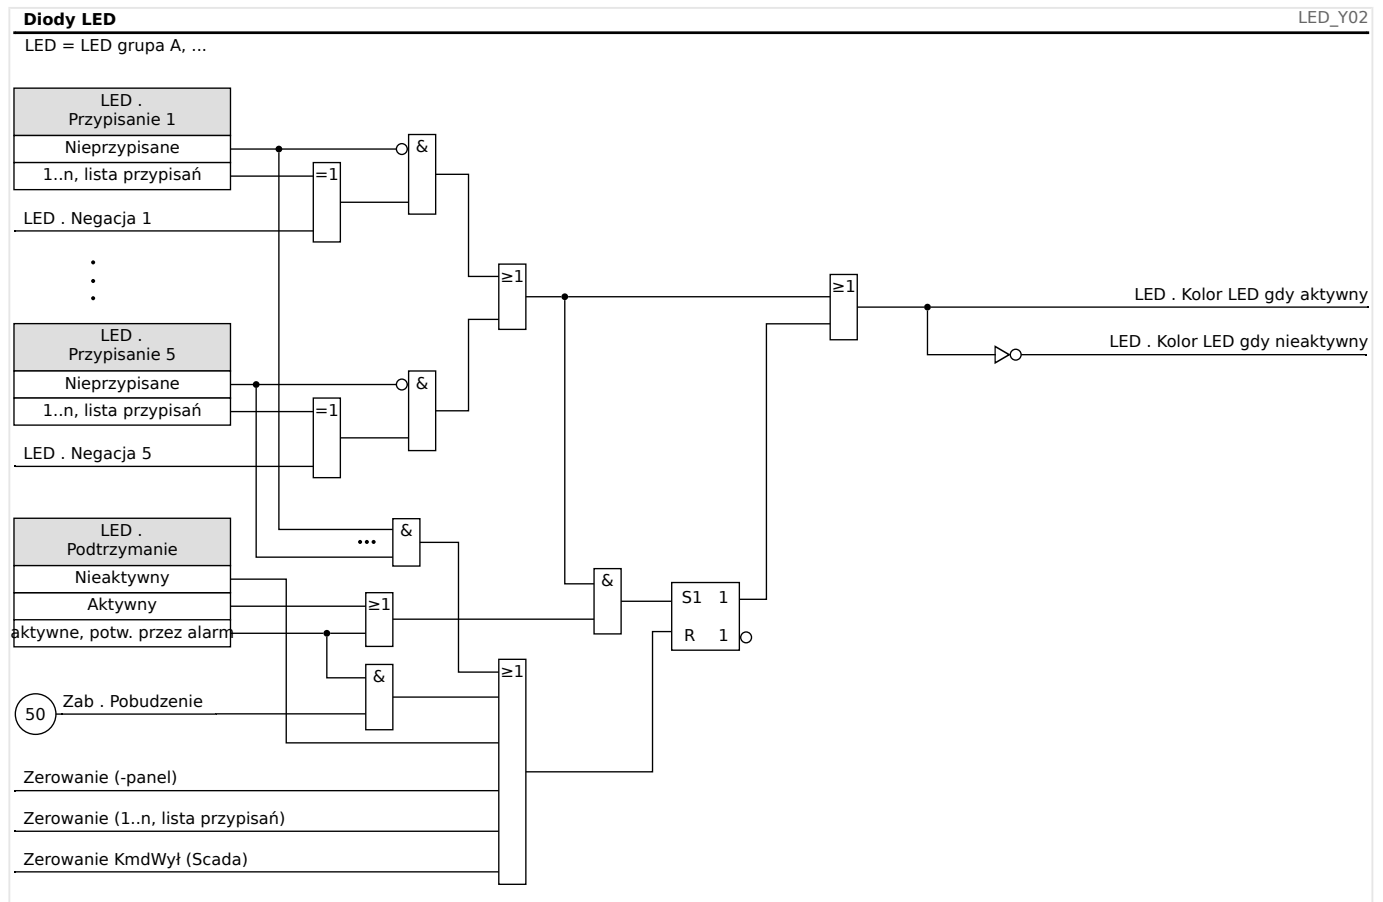 Diody LED
LED_Y02
LED = LED grupa A, ...
LED .
Przypisanie 1
Nieprzypisane
1..n, lista przypisań
LED . Negacja 1
=1
&
≥1
≥1
LED . Kolor LED gdy aktywny
LED . Kolor LED gdy nieaktywny
LED .
Przypisanie 5
Nieprzypisane
1..n, lista przypisań
LED . Negacja 5
=1
&
LED .
Podtrzymanie
Nieaktywny
Aktywny
aktywne, potw. przez alarm
&
≥1
&
&
S1 1
R 1
≥1
50
Zab . Pobudzenie
Zerowanie (-panel)
Zerowanie (1..n, lista przypisań)
Zerowanie KmdWył (Scada)